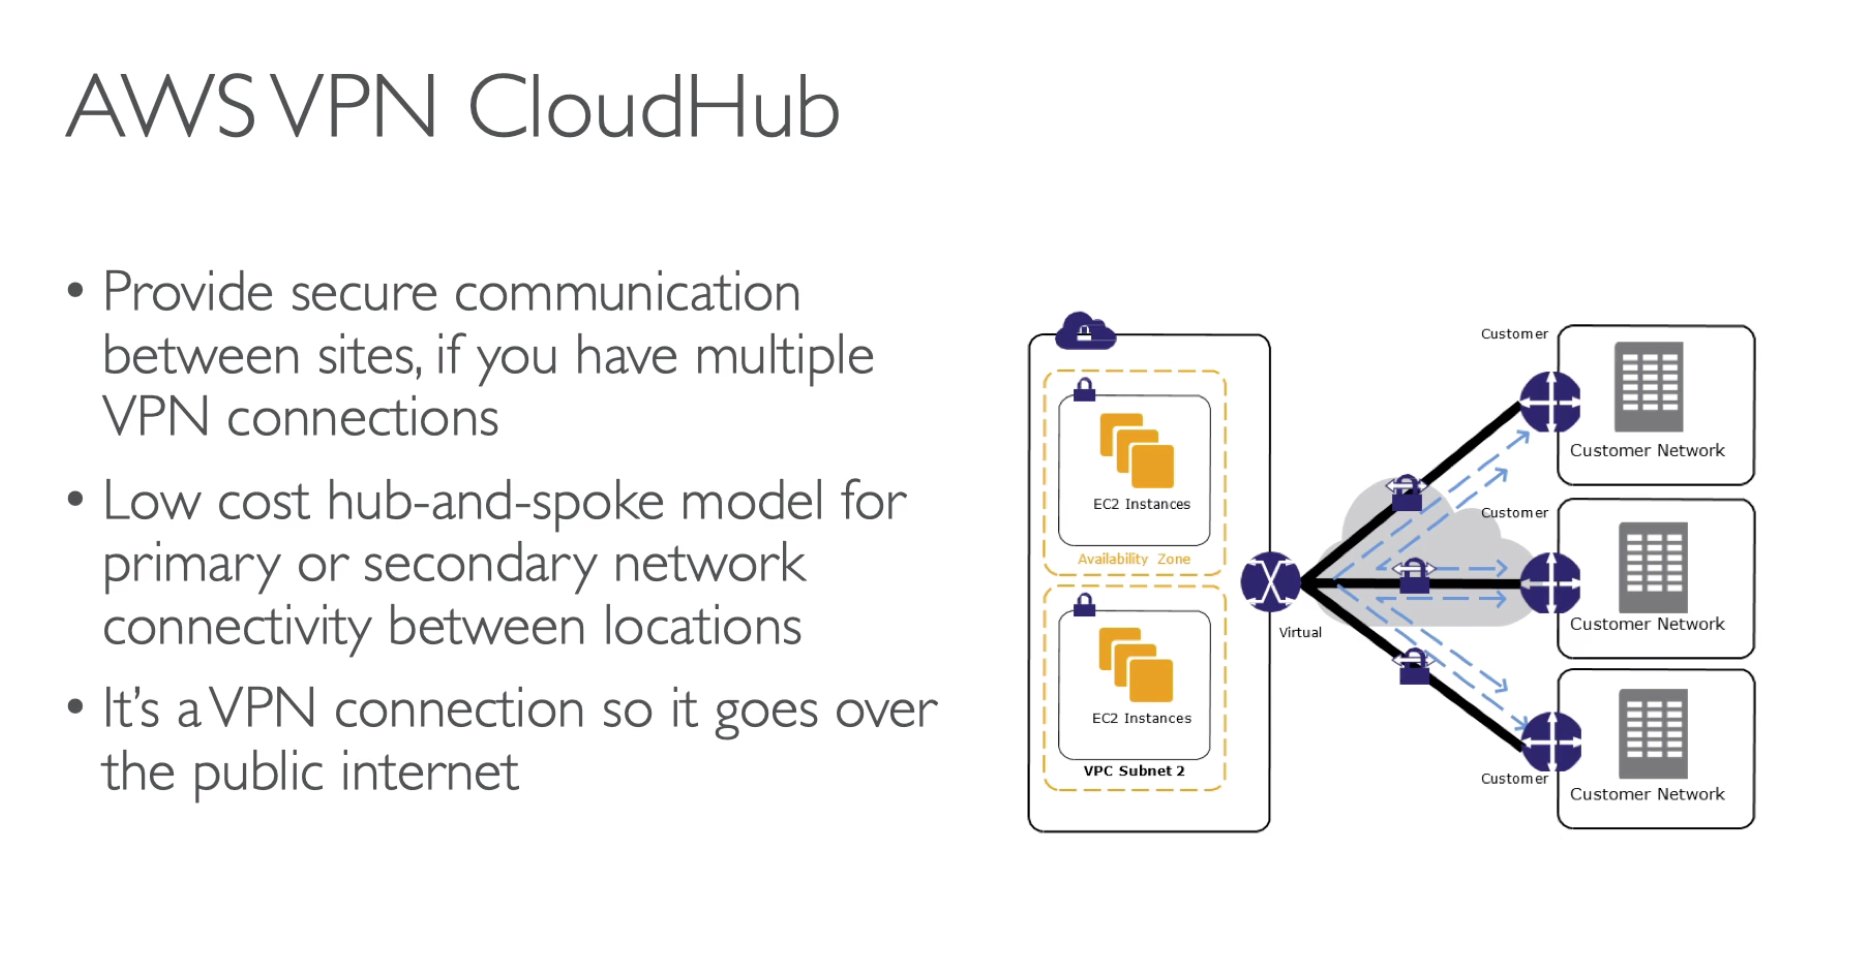 AWS VPN CloudHub
• Provide secure communication
between sites, if you have multiple
VPN connections
• Low cost hub-and-spoke model for
primary or secondary network
connectivity between locations
• It’s a VPN connection so it goes over
the public internet
EC2 Instances
Availability Zone
EC2 Instances
VPC Subnet 2
Virtual
Customer
Customer Network
Customer
Customer Network
Customer
Customer Network